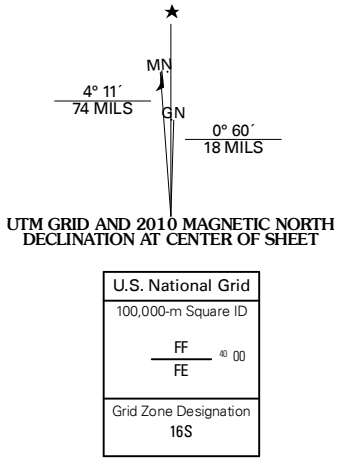 ★
MN
4° 11´
74 MILS
GN
0° 60´
18 MILS
UTM GRID AND 2010 MAGNETIC NORTH
DECLINATION AT CENTER OF SHEET
U.S. National Grid
100,000-m Square ID
FF
40 00
FE
Grid Zone Designation
16S